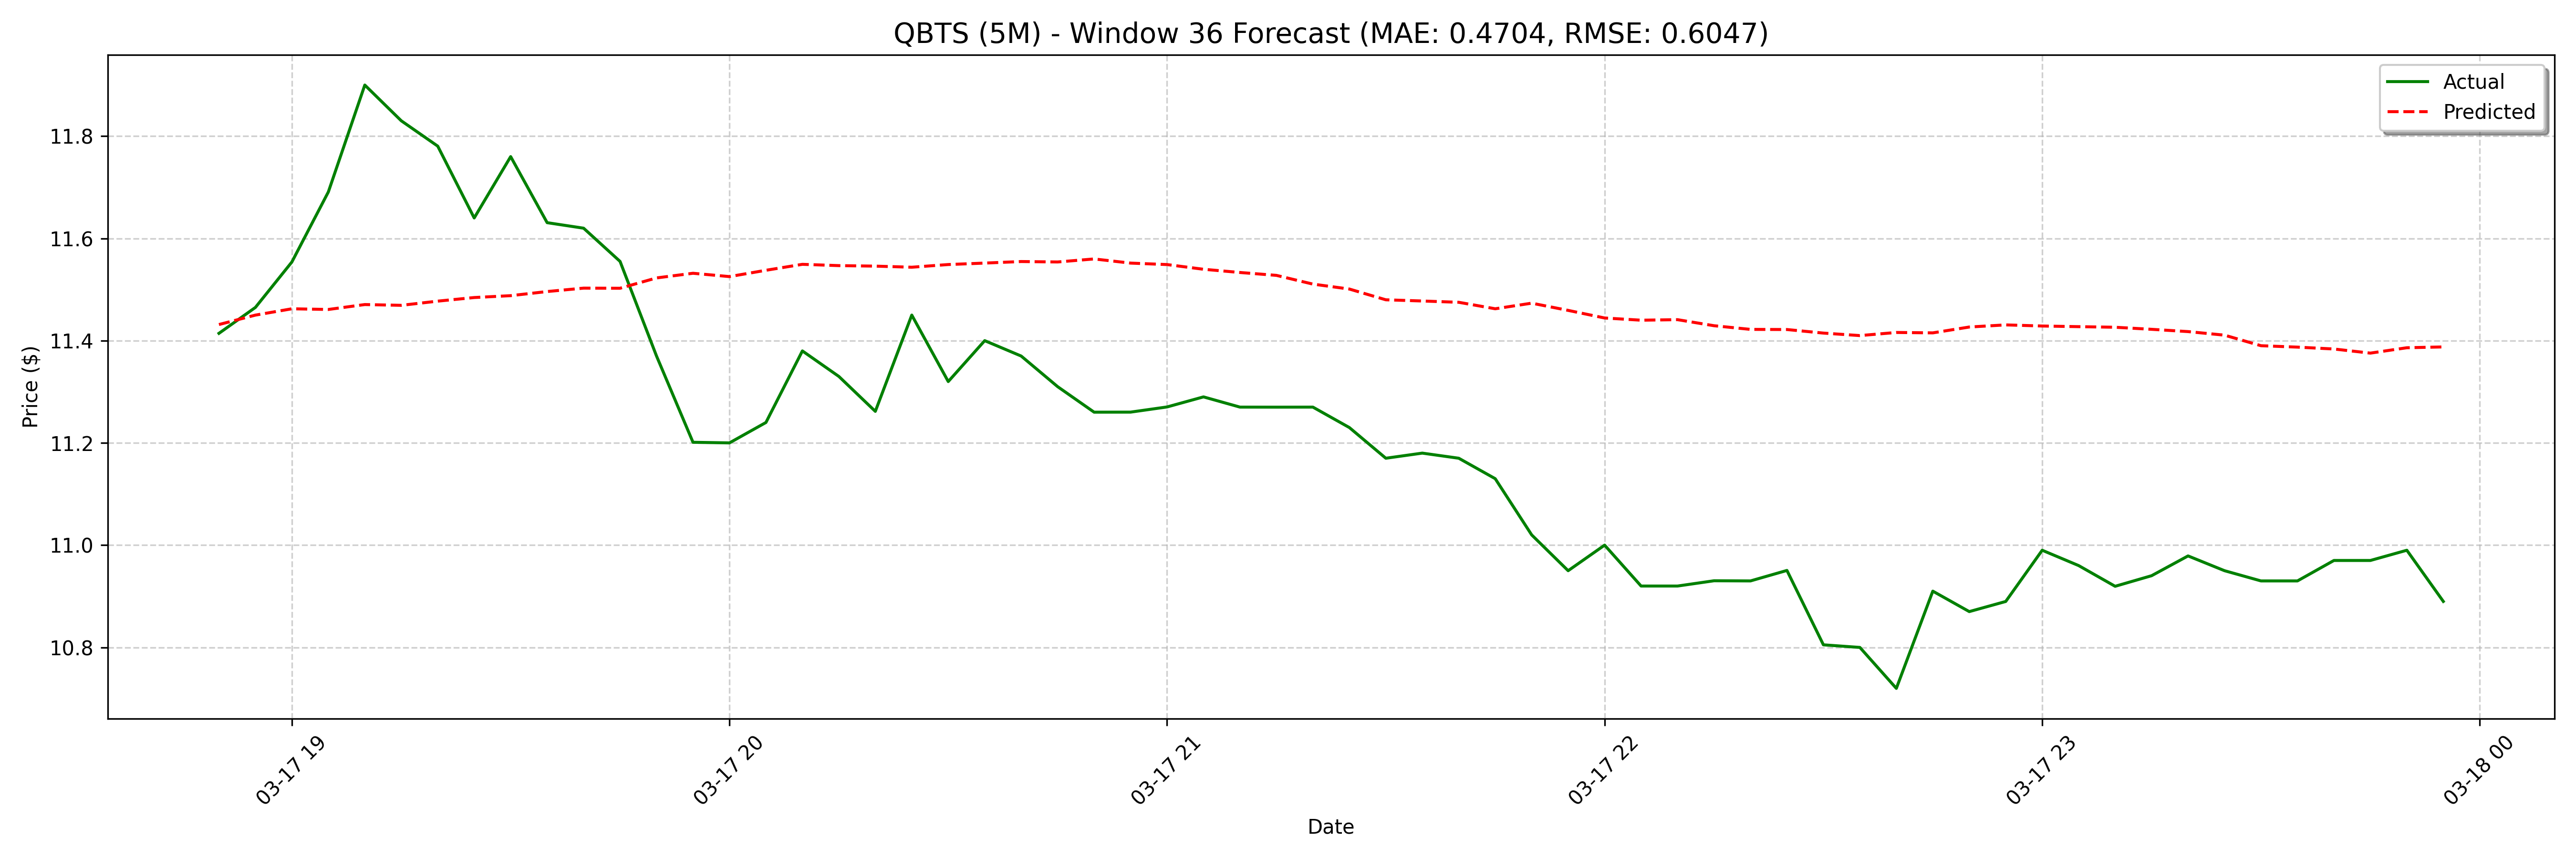 QBTS (5M) - Window 36 Forecast (MAE: 0.4704, RMSE: 0.6047)
Actual
Predicted
11.8
11.6
11.4
11.2
11.0
10.8
Price ($)
03-17 19
03-17 20
03-17 21
03-17 22
03-17 23
03-18 00
Date